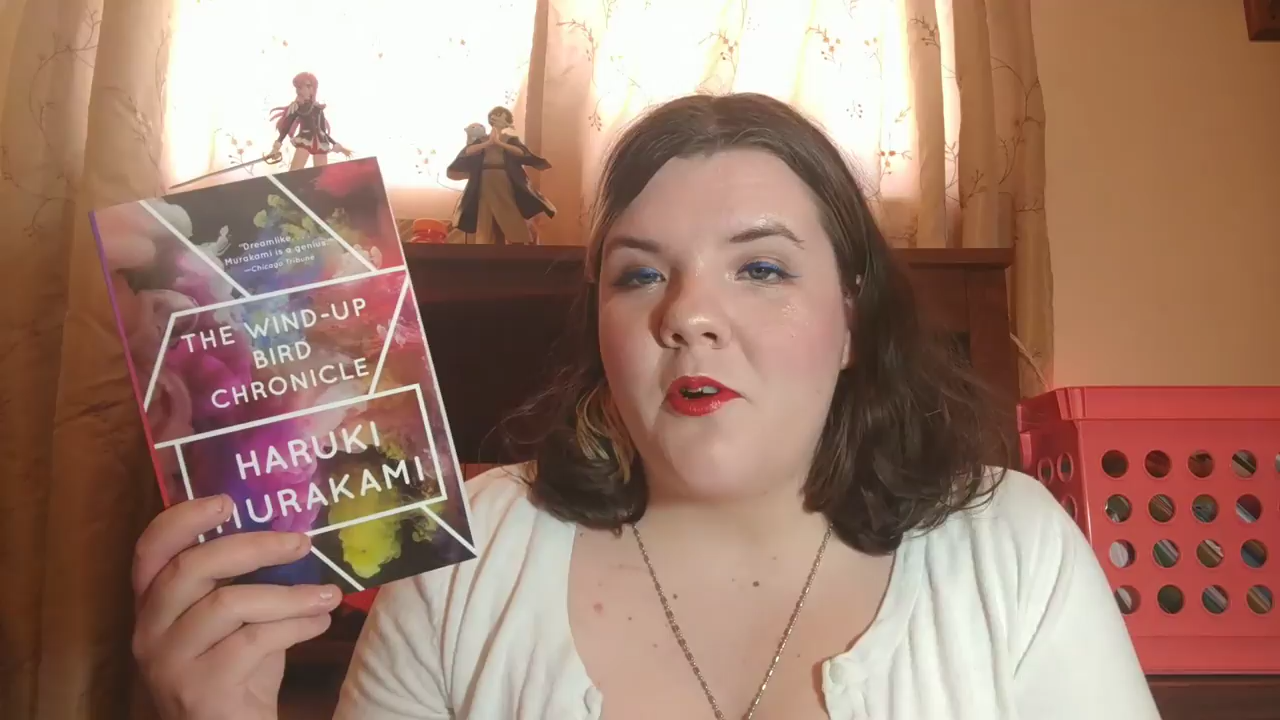 "Dreamlike.
Murakami is a genius."
—Chicago Tribune
THE WIND-UP
BIRD
CHRONICLE
HARUKI
MURAKAMI